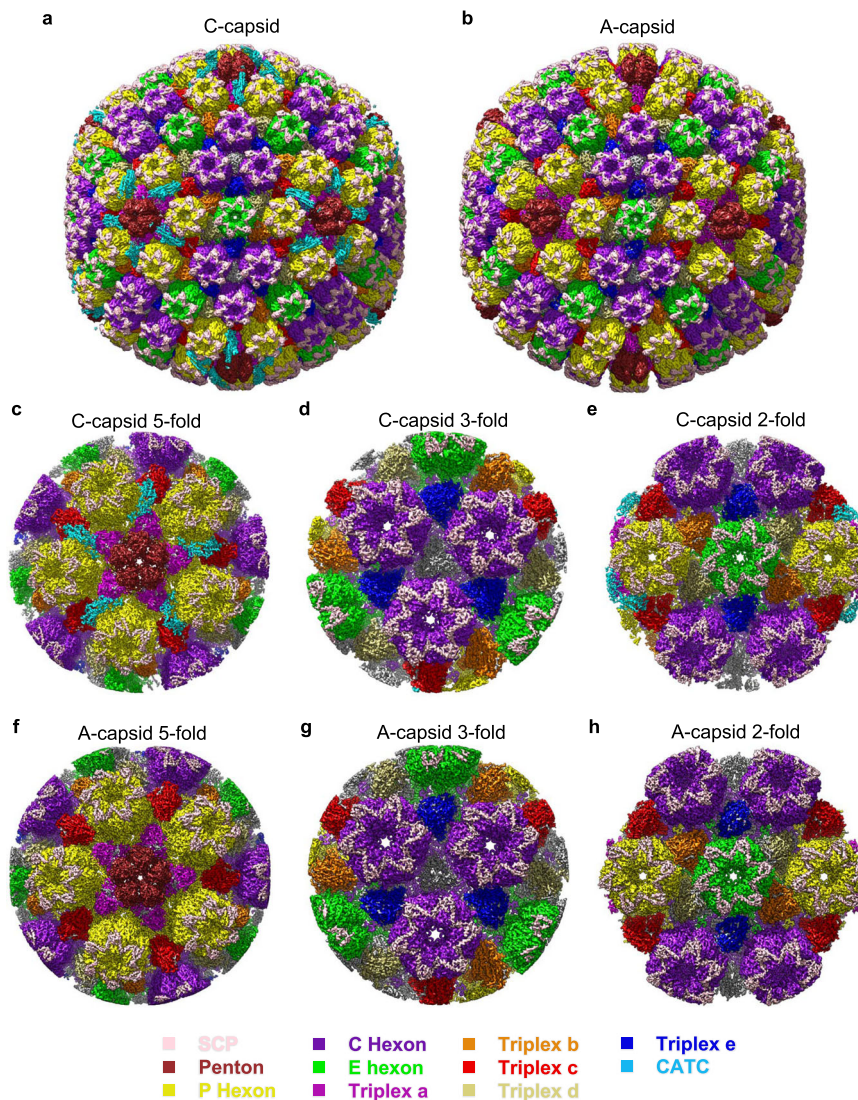 a C-capsid
b A-capsid
c C-capsid 5-fold
d C-capsid 3-fold
e C-capsid 2-fold
f A-capsid 5-fold
g A-capsid 3-fold
h A-capsid 2-fold
SCP C Hexon Triplex b Triplex e
Penton E hexon Triplex c CATC
P Hexon Triplex a Triplex d